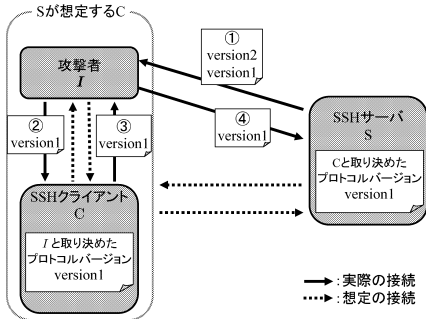 Sが想定するC
攻撃者
I
①
version2
version1
②
version1
③
version1
④
version1
SSHサーバ
S
Cと取り決めた
プロトコルバージョン
version1
SSHクライアント
C
Iと取り決めた
プロトコルバージョン
version1
:実際の接続
:想定の接続